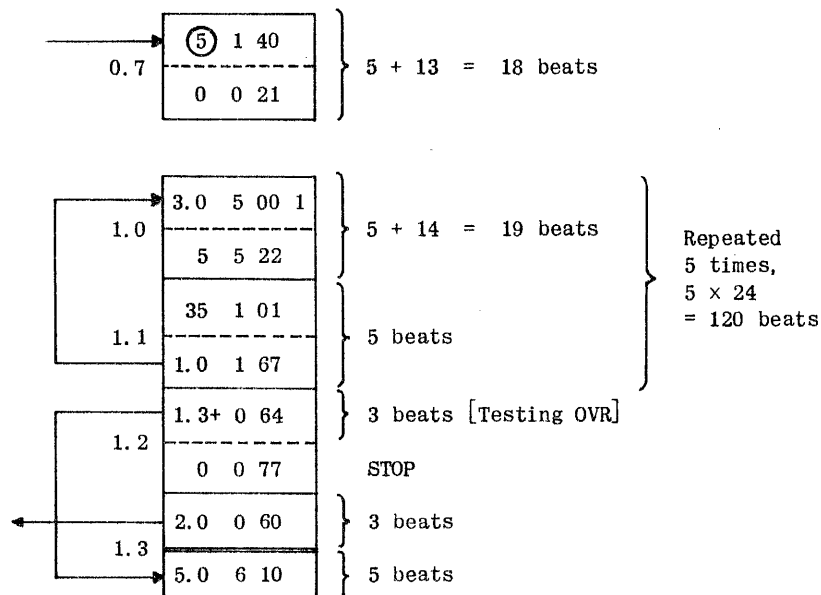 5 1 40
0.7
5 + 13 = 18 beats
0 0 21
3.0 5 00 1
1.0
5 + 14 = 19 beats
5 5 22
Repeated
5 times,
5 × 24
= 120 beats
35 1 01
1.1
5 beats
1.0 1 67
1.3+ 0 64
3 beats [Testing OVR]
1.2
0 0 77
STOP
2.0 0 60
3 beats
1.3
5.0 6 10
5 beats